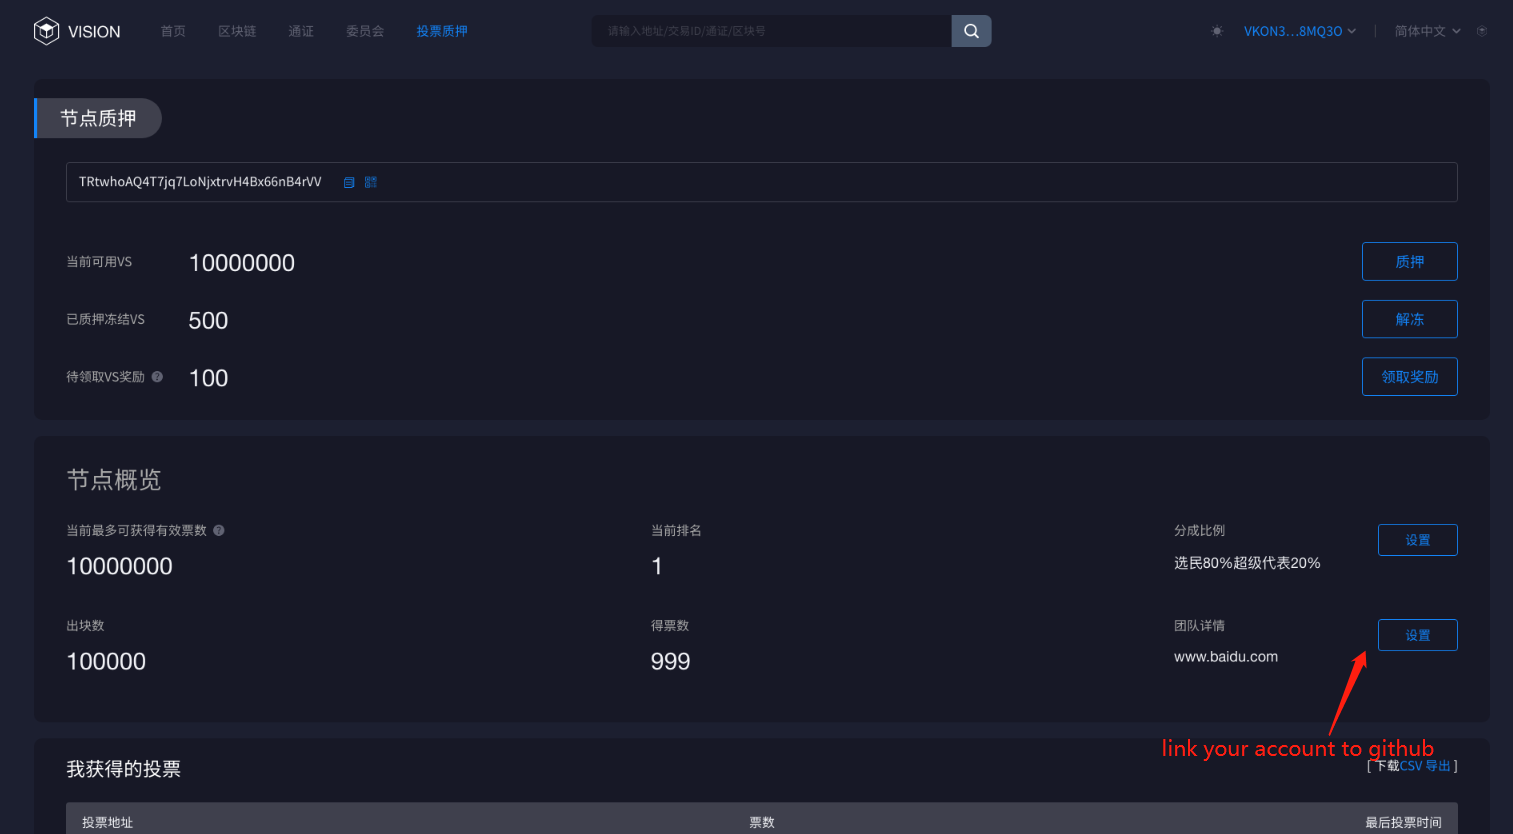 VISION 首页 区块链 通证 委员会 投票质押 请输入地址/交易ID/通证/区块号 VKON3...8MQ3O 简体中文
节点质押
TRtwhoAQ4T7jq7LoNjxtrvH4Bx66nB4rVV
当前可用VS 10000000 质押
已质押冻结VS 500 解冻
待领取VS奖励 ? 100 领取奖励
节点概览
当前最多可获得有效票数 ? 当前排名 分成比例 设置
10000000 1 选民80%超级代表20%
出块数 得票数 团队详情 设置
100000 999 www.baidu.com
link your account to github
我获得的投票 [ 下载CSV 导出 ]
投票地址 票数 最后投票时间